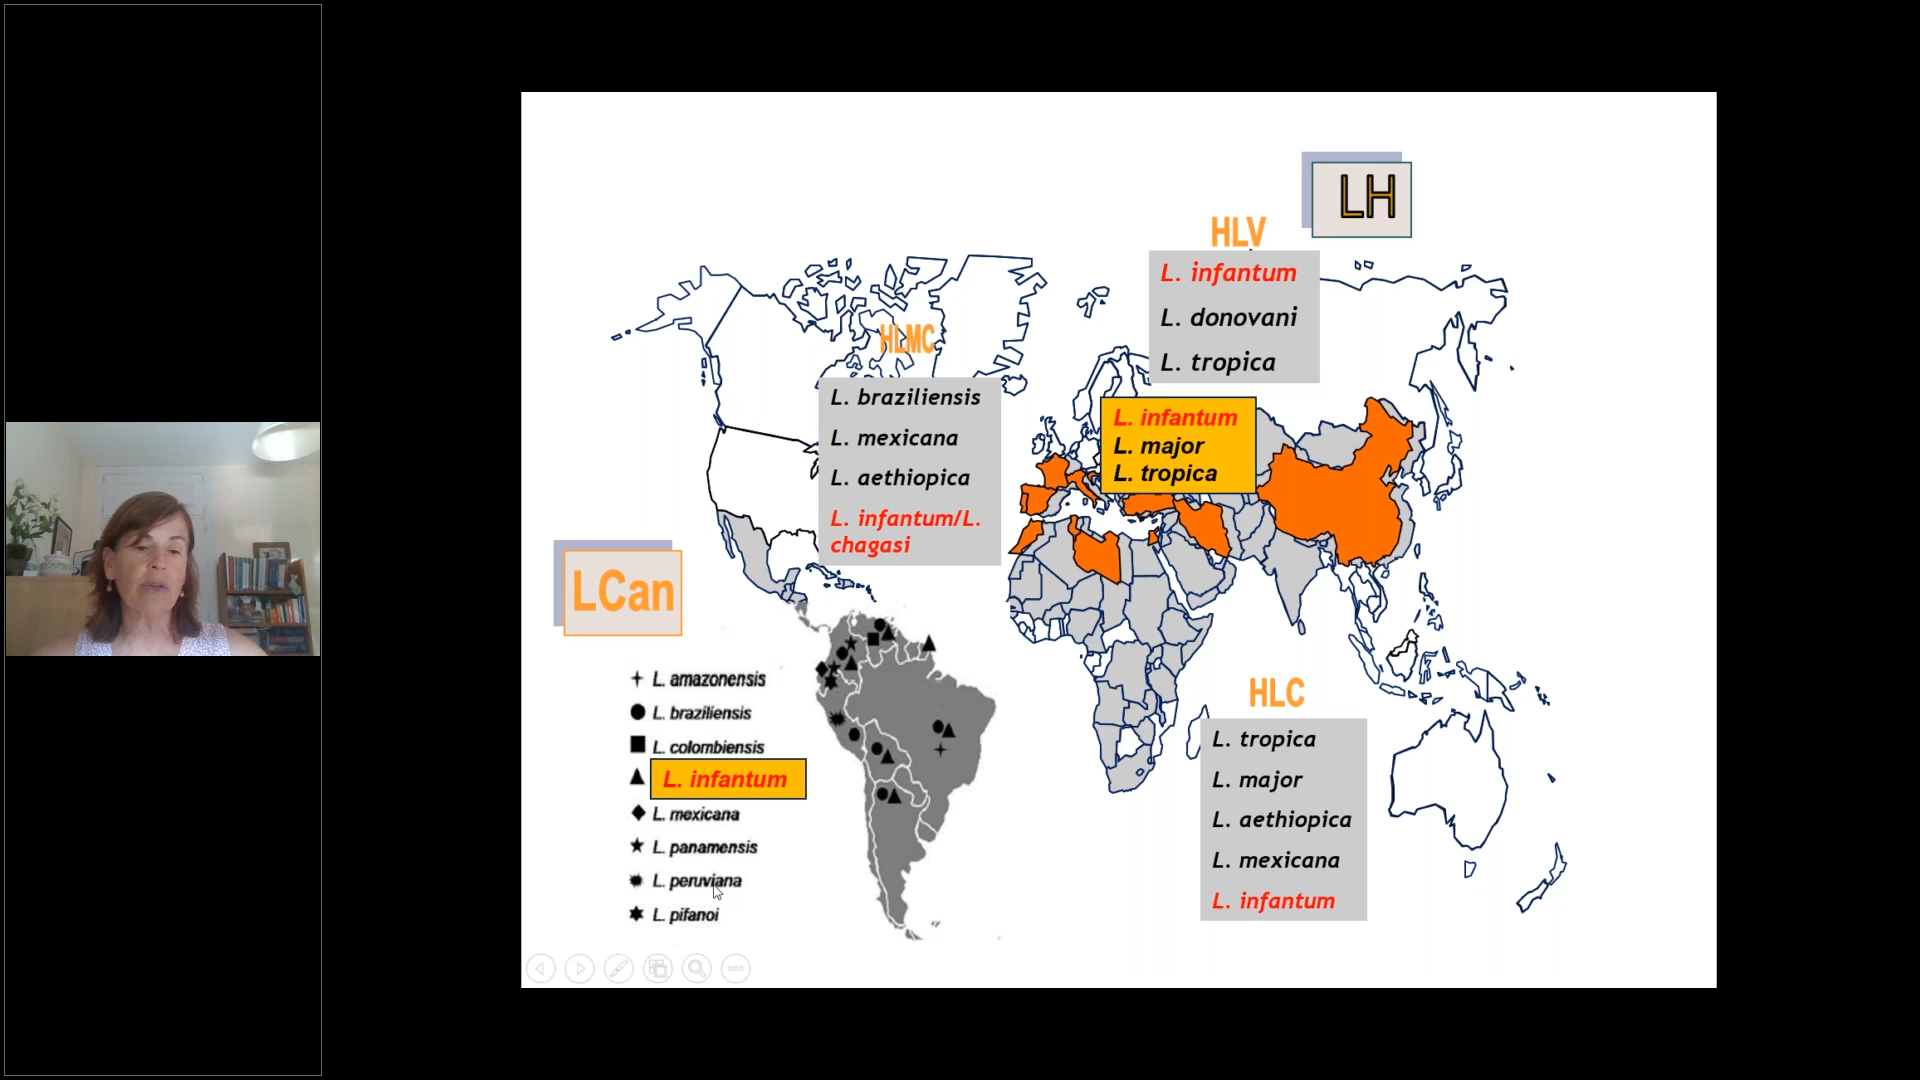 LH
HLV
L. infantum
L. donovani
L. tropica
HLMC
L. braziliensis
L. mexicana
L. aethiopica
L. infantum/L.
chagasi
L. infantum
L. major
L. tropica
LCan
L. amazonensis
L. braziliensis
L. colombiensis
L. infantum
L. mexicana
L. panamensis
L. peruviana
L. pifanoi
HLC
L. tropica
L. major
L. aethiopica
L. mexicana
L. infantum